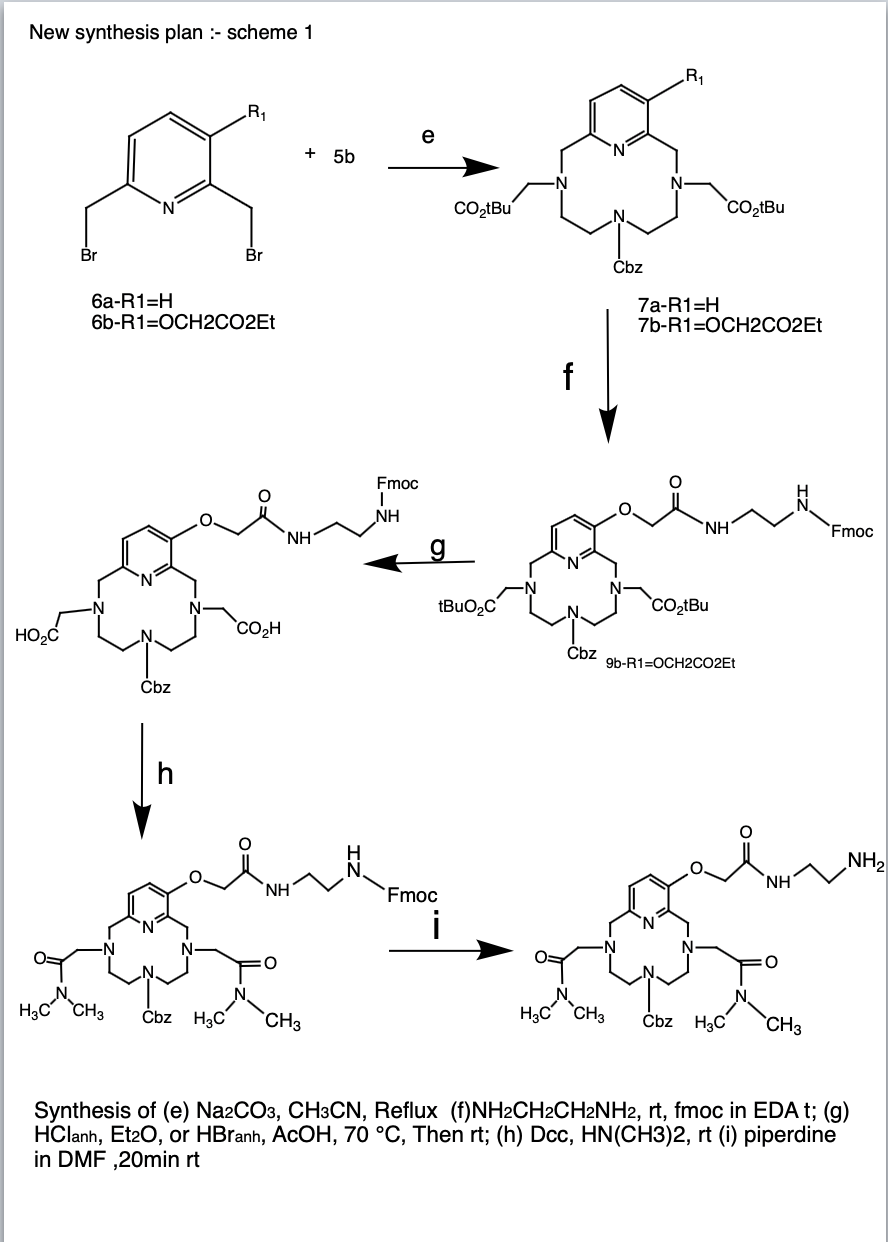 New synthesis plan :- scheme 1
R1
N
Br
Br
6a-R1=H
6b-R1=OCH2CO2Et
+ 5b
e
R1
N
N
N
CO2tBu
CO2tBu
N
Cbz
7a-R1=H
7b-R1=OCH2CO2Et
f
Fmoc
O
NH
O
NH
N
N
N
HO2C
CO2H
N
Cbz
g
O
H
N
O
NH
Fmoc
N
N
N
tBuO2C
CO2tBu
N
Cbz
9b-R1=OCH2CO2Et
h
O
H
N
O
NH
Fmoc
N
N
N
O
O
N
N
N
H3C
CH3
Cbz
H3C
CH3
i
O
NH2
O
NH
N
N
N
O
O
N
N
N
H3C
CH3
Cbz
H3C
CH3
Synthesis of (e) Na2CO3, CH3CN, Reflux (f)NH2CH2CH2NH2, rt, fmoc in EDA t; (g)
HClanh, Et2O, or HBranh, AcOH, 70 °C, Then rt; (h) Dcc, HN(CH3)2, rt (i) piperdine
in DMF ,20min rt